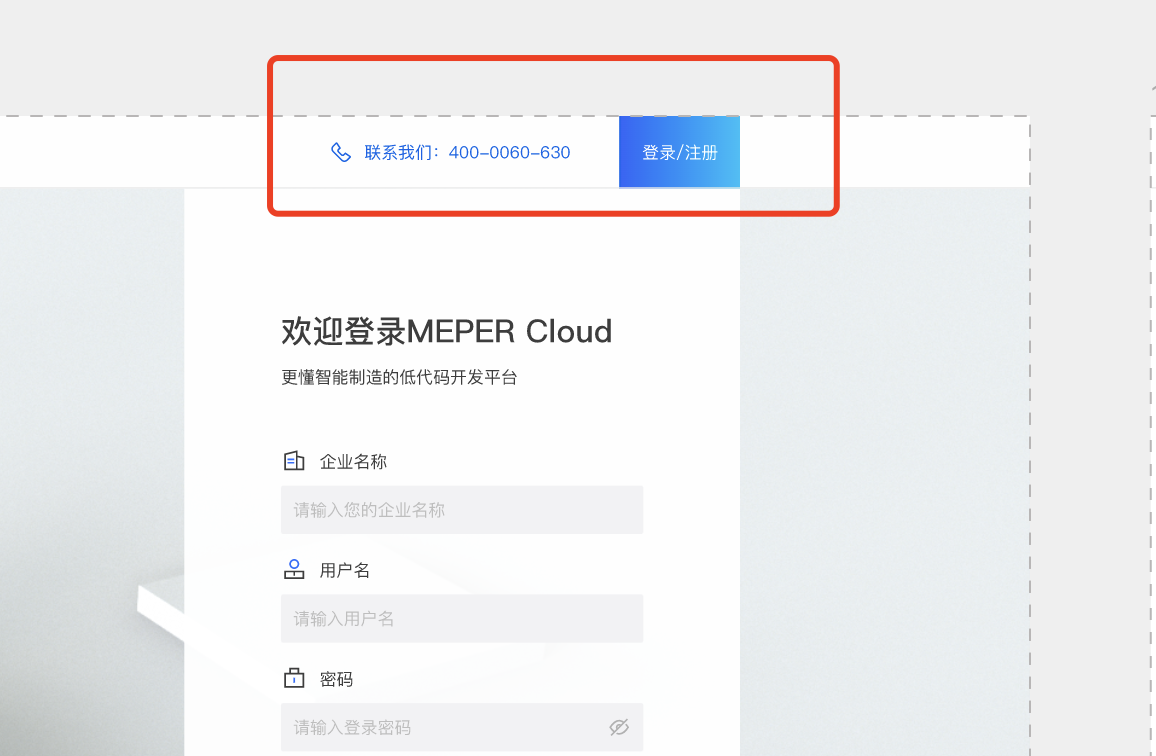 联系我们：400-0060-630
登录/注册
欢迎登录MEPER Cloud
更懂智能制造的低代码开发平台
企业名称
请输入您的企业名称
用户名
请输入用户名
密码
请输入登录密码